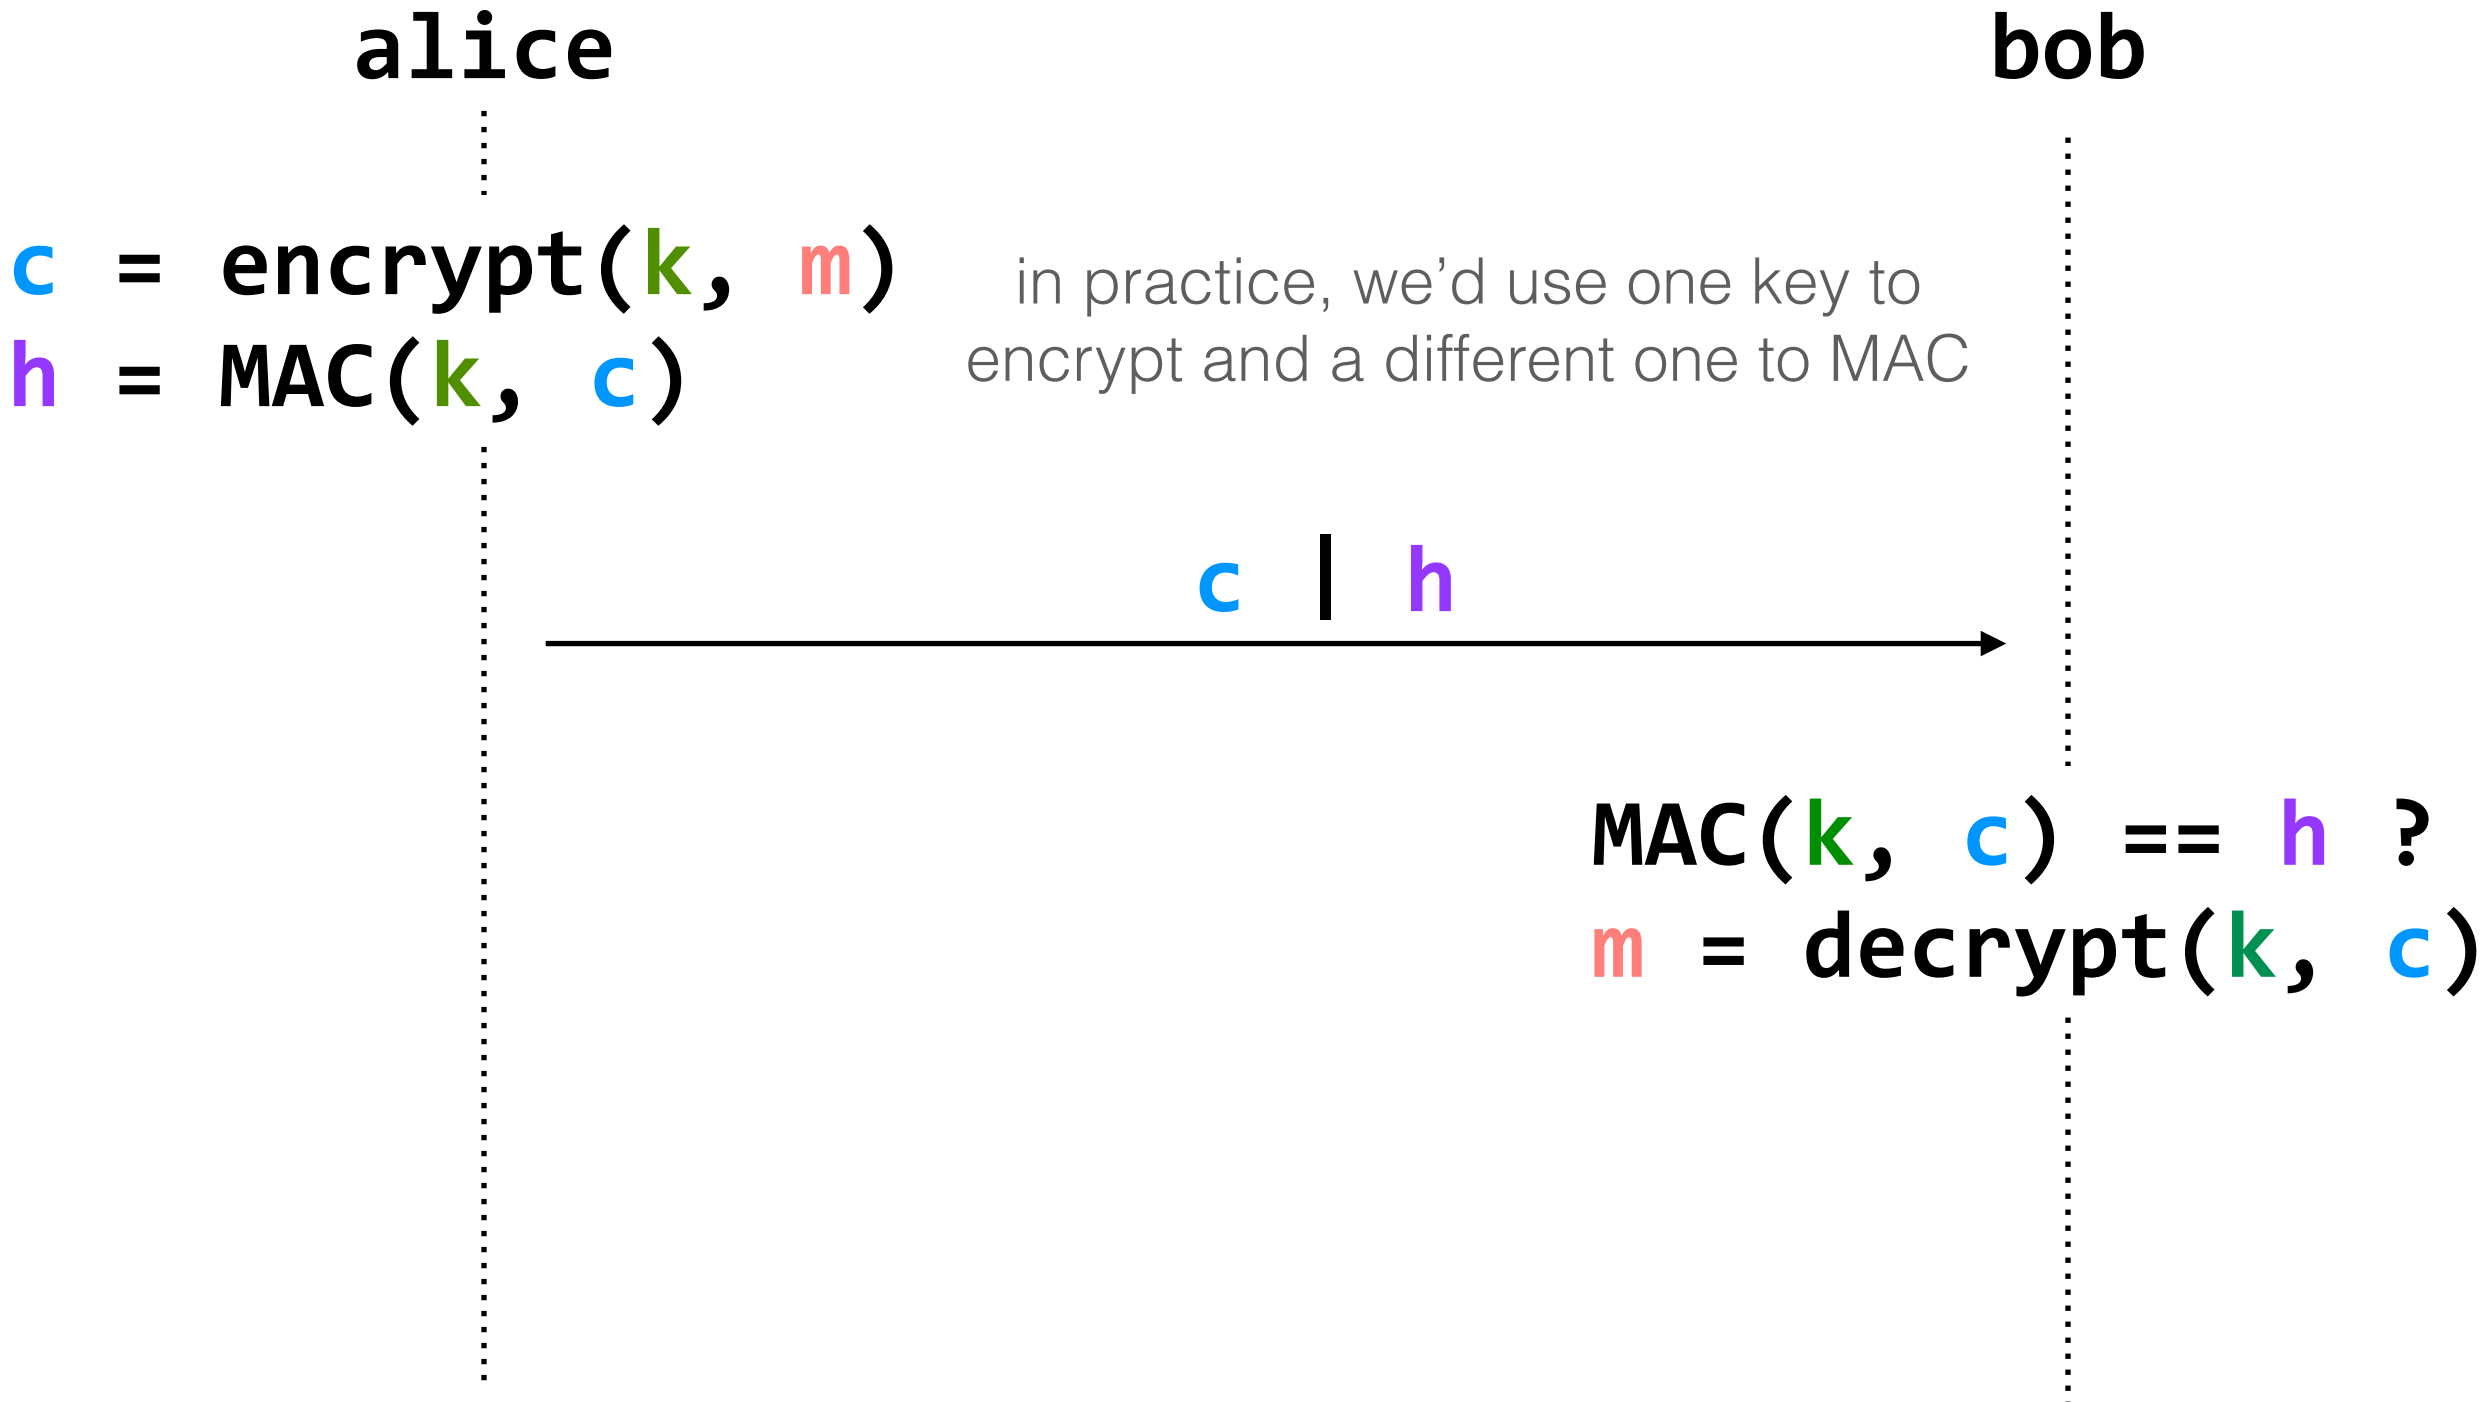 alice
bob
c = encrypt(k, m)
h = MAC(k, c)
in practice, we’d use one key to
encrypt and a different one to MAC
c | h
MAC(k, c) == h ?
m = decrypt(k, c)